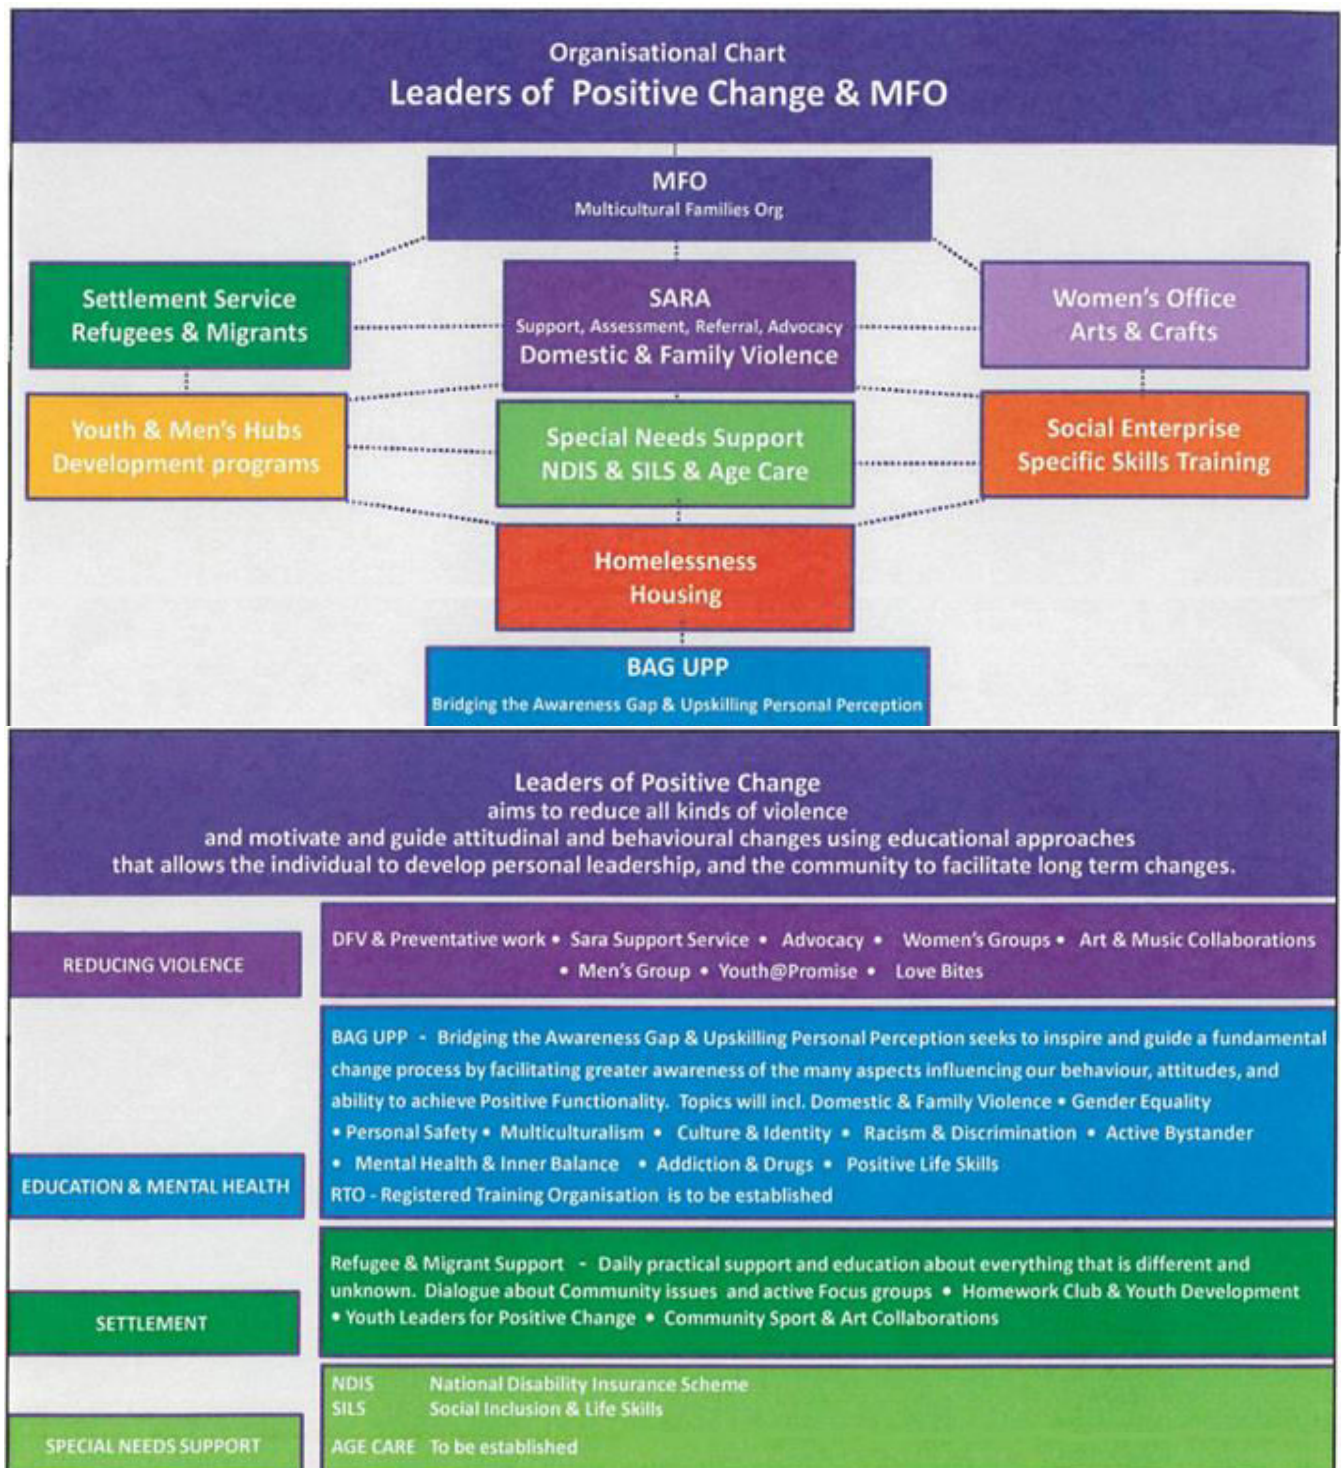 Organisational Chart
Leaders of Positive Change & MFO
MFO
Multicultural Families Org
Settlement Service
Refugees & Migrants
SARA
Support, Assessment, Referral, Advocacy
Domestic & Family Violence
Women's Office
Arts & Crafts
Youth & Men's Hubs
Development programs
Special Needs Support
NDIS & SILS & Age Care
Social Enterprise
Specific Skills Training
Homelessness
Housing
BAG UPP
Bridging the Awareness Gap & Upskilling Personal Perception
Leaders of Positive Change
aims to reduce all kinds of violence
and motivate and guide attitudinal and behavioural changes using educational approaches
that allows the individual to develop personal leadership, and the community to facilitate long term changes.
REDUCING VIOLENCE
DFV & Preventative work • Sara Support Service • Advocacy • Women's Groups • Art & Music Collaborations
• Men's Group • Youth@Promise • Love Bites
EDUCATION & MENTAL HEALTH
BAG UPP - Bridging the Awareness Gap & Upskilling Personal Perception seeks to inspire and guide a fundamental
change process by facilitating greater awareness of the many aspects influencing our behaviour, attitudes, and
ability to achieve Positive Functionality. Topics will incl. Domestic & Family Violence • Gender Equality
• Personal Safety • Multiculturalism • Culture & Identity • Racism & Discrimination • Active Bystander
• Mental Health & Inner Balance • Addiction & Drugs • Positive Life Skills
RTO - Registered Training Organisation is to be established
SETTLEMENT
Refugee & Migrant Support - Daily practical support and education about everything that is different and
unknown. Dialogue about Community issues and active Focus groups • Homework Club & Youth Development
• Youth Leaders for Positive Change • Community Sport & Art Collaborations
SPECIAL NEEDS SUPPORT
NDIS National Disability Insurance Scheme
SILS Social Inclusion & Life Skills
AGE CARE To be established